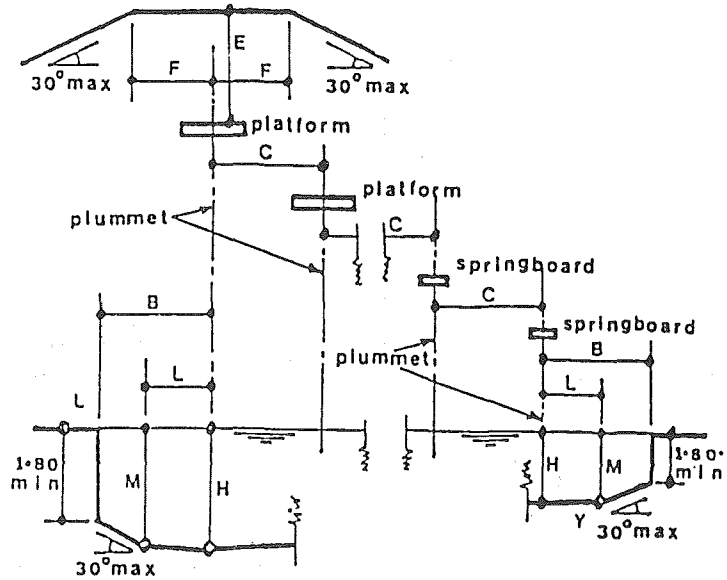 E
F F
30°max 30°max
platform
C
platform
plummet
C
springboard
C
springboard
B
plummet
B
L
L
L
1·80
min
M
H
H
M
1·80.
min
Y
30°max
30°max